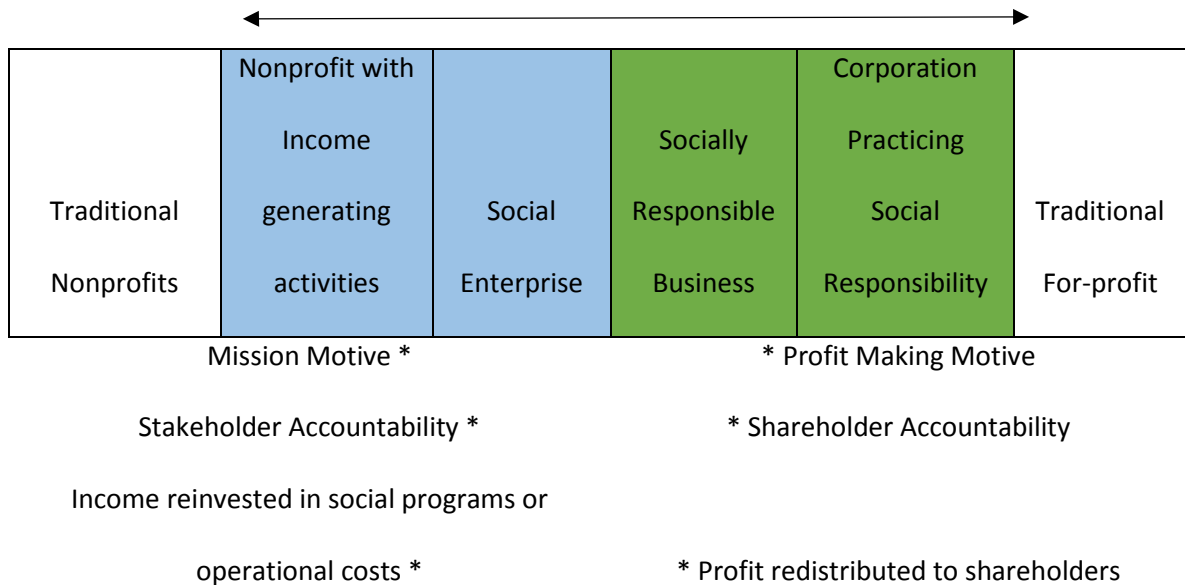 Traditional
Nonprofits
Nonprofit with
Income
generating
activities
Social
Enterprise
Socially
Responsible
Business
Corporation
Practicing
Social
Responsibility
Traditional
For-profit
Mission Motive *
* Profit Making Motive
Stakeholder Accountability *
* Shareholder Accountability
Income reinvested in social programs or
operational costs *
* Profit redistributed to shareholders